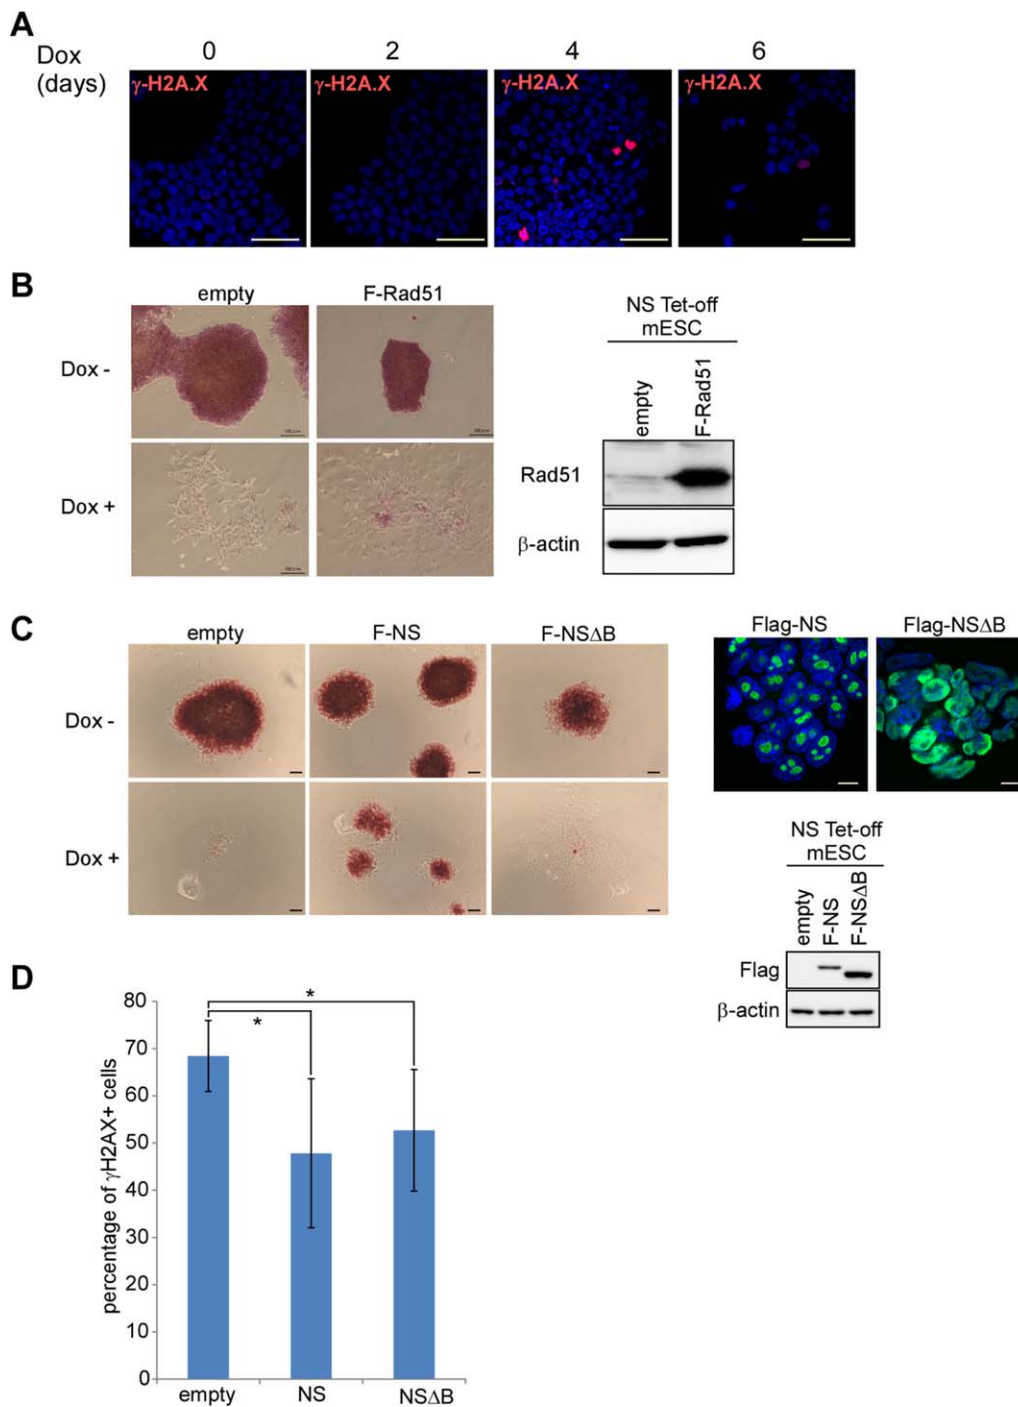 A
Dox
(days)
0 2 4 6
γ-H2A.X γ-H2A.X γ-H2A.X γ-H2A.X
B
empty F-Rad51
Dox -
Dox +
NS Tet-off
mESC
empty F-Rad51
Rad51
β-actin
C
empty F-NS F-NSΔB
Dox -
Dox +
Flag-NS Flag-NSΔB
NS Tet-off
mESC
empty F-NS F-NSΔB
Flag
β-actin
D
percentage of γH2AX+ cells
80
70
60
50
40
30
20
10
0
* *
empty NS NSΔB